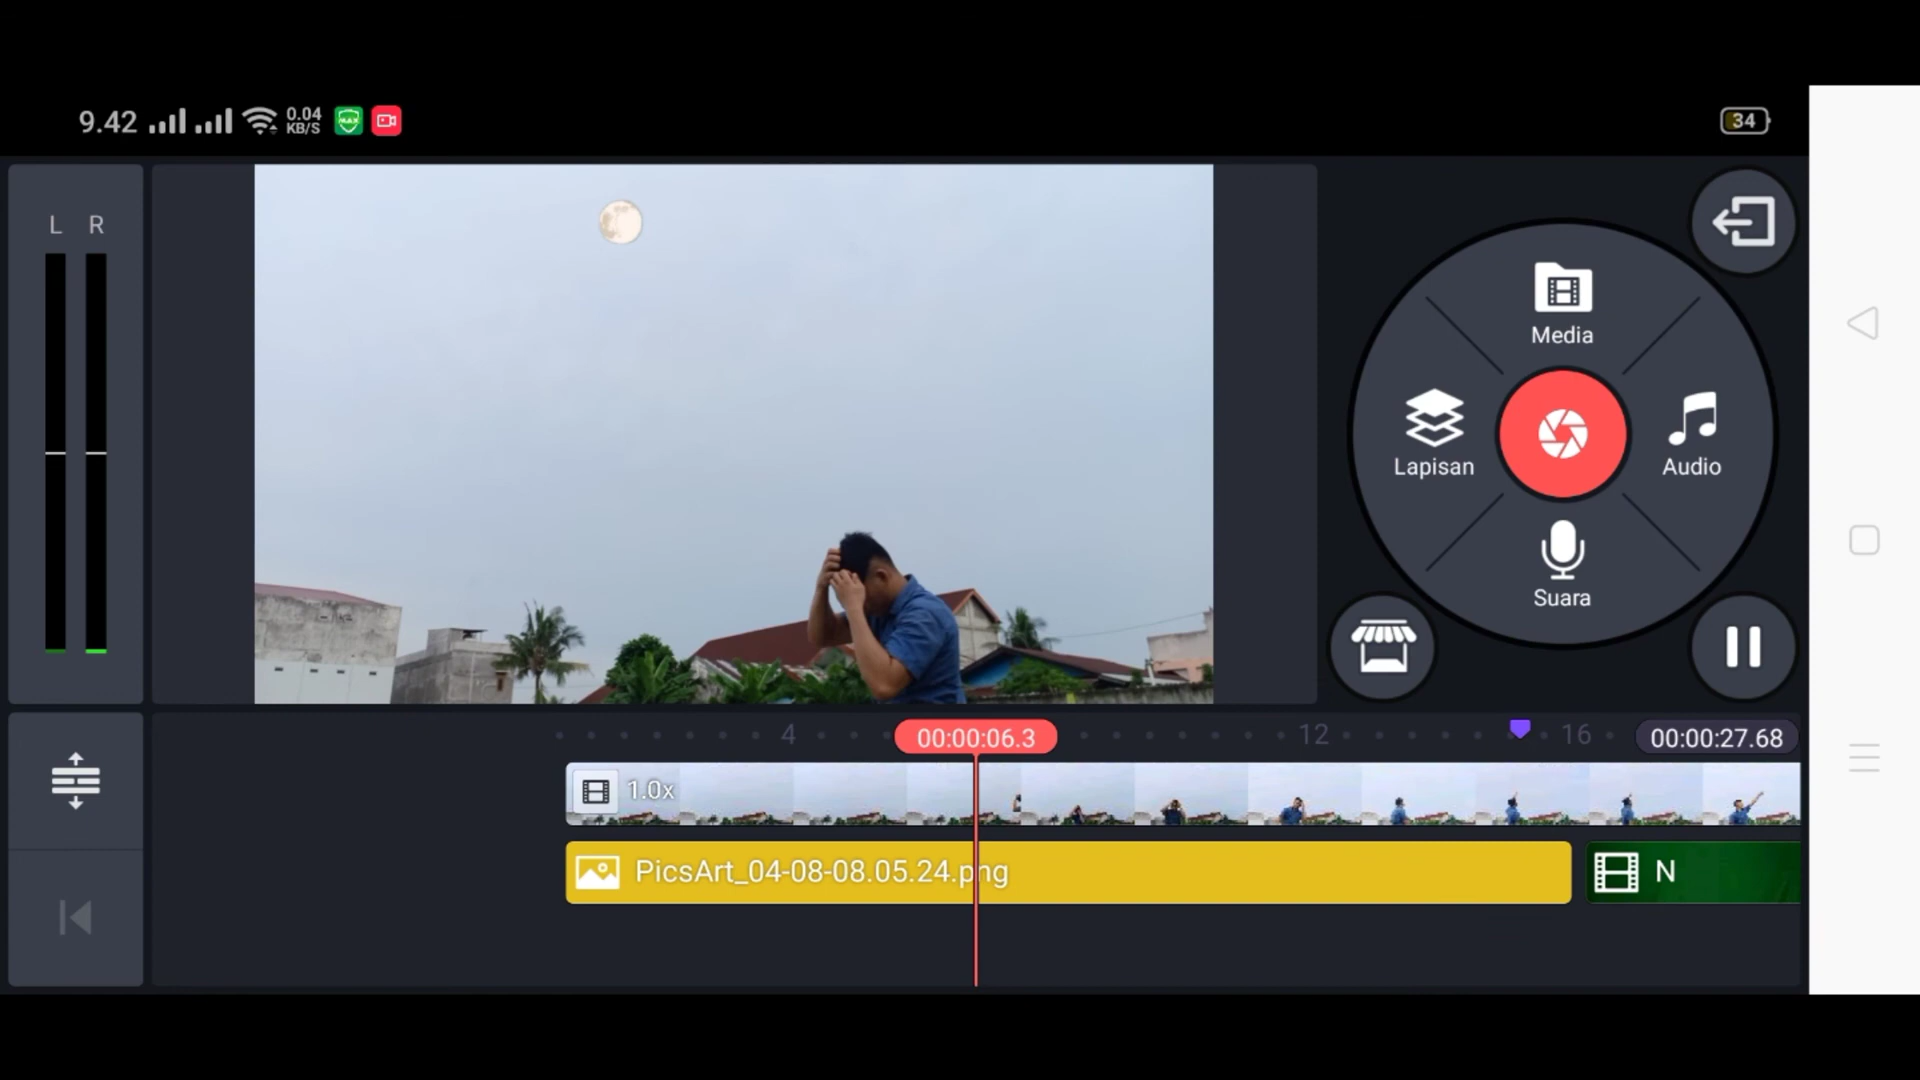 9.42
0.04
KB/S
MAX
34
L R
Media
Lapisan
Audio
Suara
4
00:00:06.3
12
16
00:00:27.68
1.0x
PicsArt_04-08-08.05.24.png
N